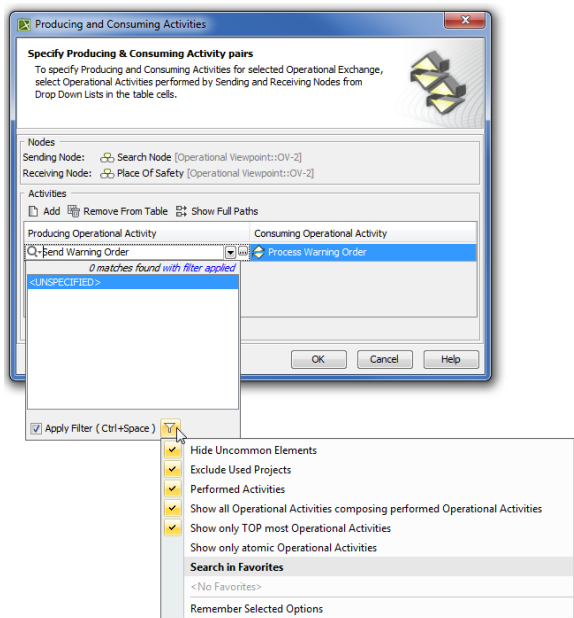 Producing and Consuming Activities
Specify Producing & Consuming Activity pairs
To specify Producing and Consuming Activities for selected Operational Exchange,
select Operational Activities performed by Sending and Receiving Nodes from
Drop Down Lists in the table cells.
Nodes
Sending Node: Search Node [Operational Viewpoint::OV-2]
Receiving Node: Place Of Safety [Operational Viewpoint::OV-2]
Activities
Add Remove From Table Show Full Paths
Producing Operational Activity Consuming Operational Activity
Send Warning Order ... Process Warning Order
0 matches found with filter applied
<UNSPECIFIED>
OK Cancel Help
Apply Filter ( Ctrl+Space )
Hide Uncommon Elements
Exclude Used Projects
Performed Activities
Show all Operational Activities composing performed Operational Activities
Show only TOP most Operational Activities
Show only atomic Operational Activities
Search in Favorites
<No Favorites>
Remember Selected Options